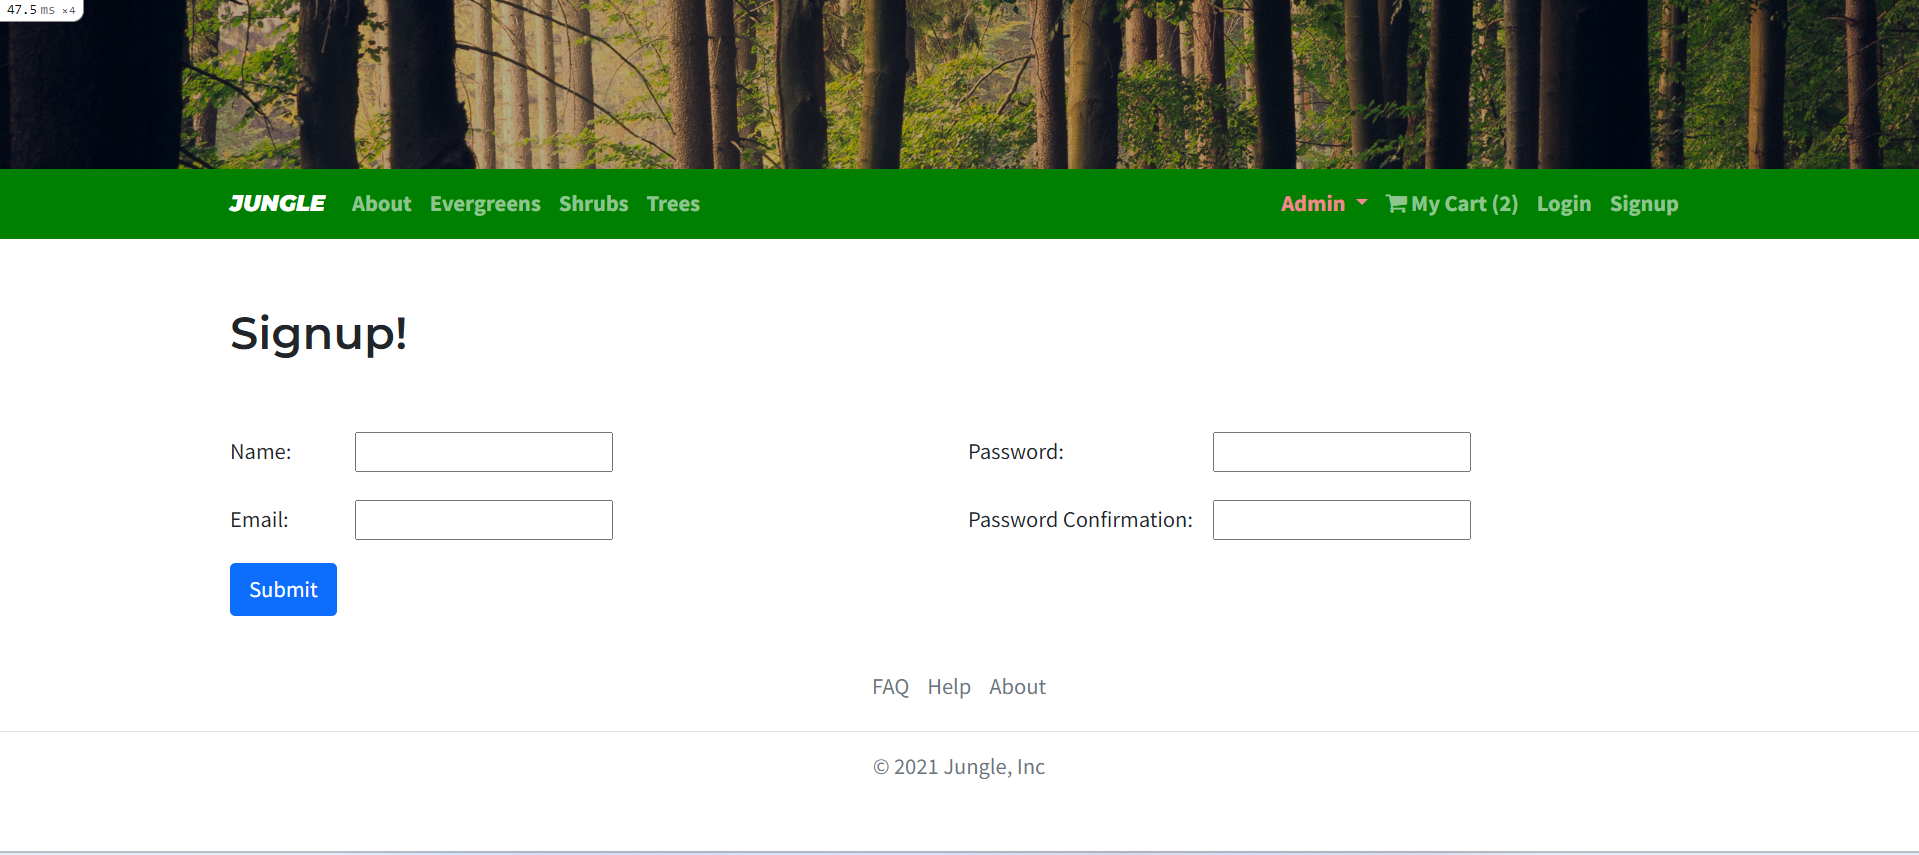 47.5 ms ×4
JUNGLE About Evergreens Shrubs Trees Admin My Cart (2) Login Signup
Signup!
Name: Password:
Email: Password Confirmation:
Submit
FAQ Help About
© 2021 Jungle, Inc